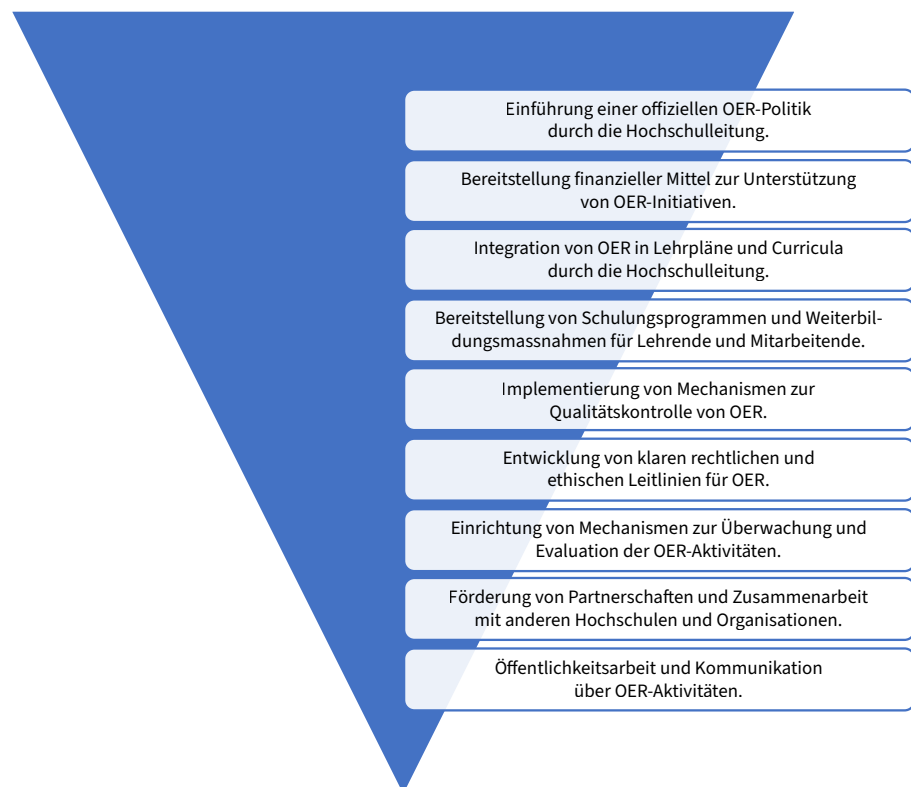 Einführung einer offiziellen OER-Politik
durch die Hochschulleitung.
Bereitstellung finanzieller Mittel zur Unterstützung
von OER-Initiativen.
Integration von OER in Lehrpläne und Curricula
durch die Hochschulleitung.
Bereitstellung von Schulungsprogrammen und Weiterbil-
dungsmassnahmen für Lehrende und Mitarbeitende.
Implementierung von Mechanismen zur
Qualitätskontrolle von OER.
Entwicklung von klaren rechtlichen und
ethischen Leitlinien für OER.
Einrichtung von Mechanismen zur Überwachung und
Evaluation der OER-Aktivitäten.
Förderung von Partnerschaften und Zusammenarbeit
mit anderen Hochschulen und Organisationen.
Öffentlichkeitsarbeit und Kommunikation
über OER-Aktivitäten.